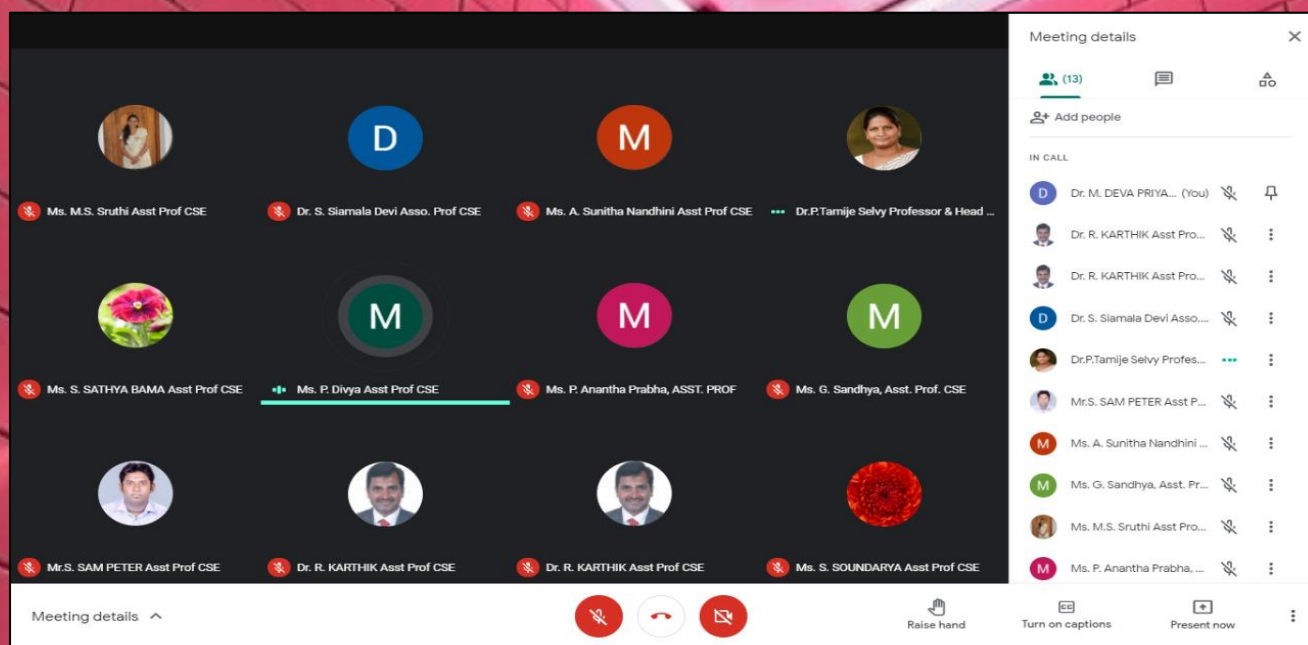 Meeting details
(13)
Add people
IN CALL
D Dr. M. DEVA PRIYA... (You)
Dr. R. KARTHIK Asst Pro...
Dr. R. KARTHIK Asst Pro...
D Dr. S. Siamala Devi Asso....
Dr.P.Tamije Selvy Profes...
Mr.S. SAM PETER Asst P...
M Ms. A. Sunitha Nandhini ...
M Ms. G. Sandhya, Asst. Pr...
Ms. M.S. Sruthi Asst Pro...
M Ms. P. Anantha Prabha, ...
D M
Ms. M.S. Sruthi Asst Prof CSE Dr. S. Siamala Devi Asso. Prof CSE Ms. A. Sunitha Nandhini Asst Prof CSE Dr.P.Tamije Selvy Professor & Head ...
M M M
Ms. S. SATHYA BAMA Asst Prof CSE Ms. P. Divya Asst Prof CSE Ms. P. Anantha Prabha, ASST. PROF Ms. G. Sandhya, Asst. Prof. CSE
Mr.S. SAM PETER Asst Prof CSE Dr. R. KARTHIK Asst Prof CSE Dr. R. KARTHIK Asst Prof CSE Ms. S. SOUNDARYA Asst Prof CSE
Meeting details
Raise hand
CC
Turn on captions
Present now